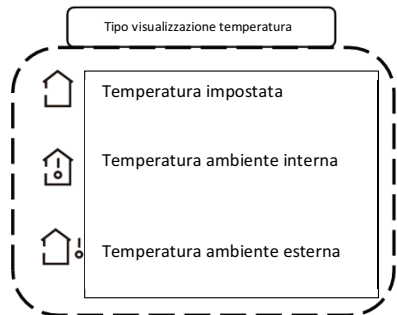 Tipo visualizzazione temperatura
Temperatura impostata
Temperatura ambiente interna
Temperatura ambiente esterna